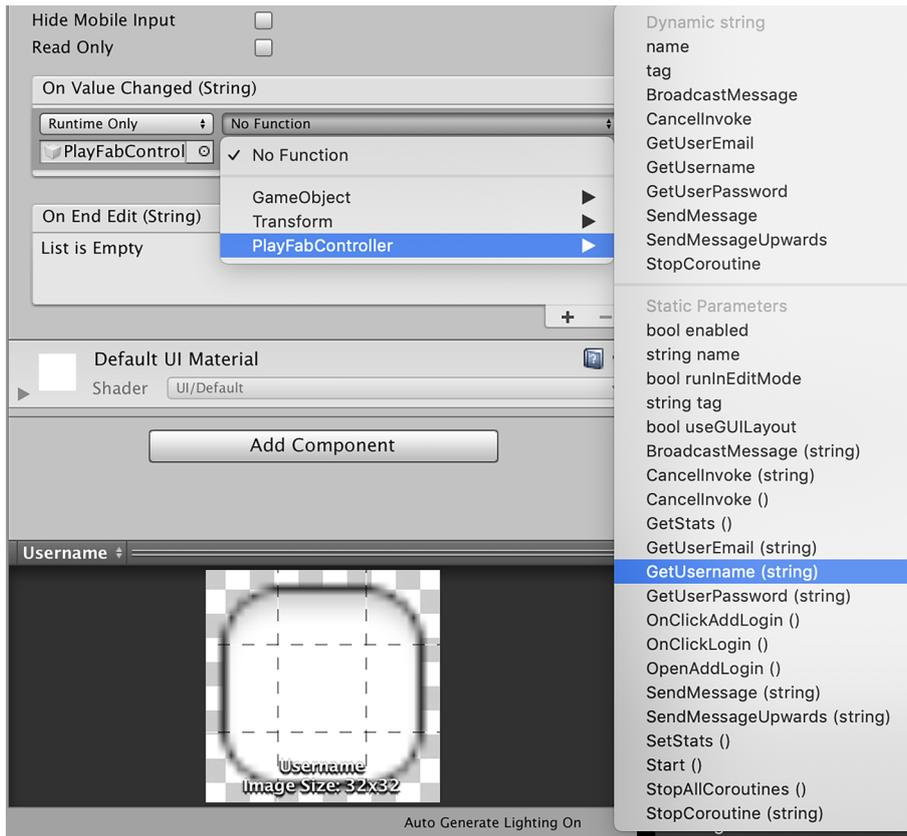 Hide Mobile Input
Read Only
On Value Changed (String)
Runtime Only
No Function
PlayFabControl
✓ No Function
GameObject
Transform
PlayFabController
On End Edit (String)
List is Empty
+ −
Default UI Material
Shader
UI/Default
Add Component
Username
Username
Image Size: 32x32
Auto Generate Lighting On
Dynamic string
name
tag
BroadcastMessage
CancelInvoke
GetUserEmail
GetUsername
GetUserPassword
SendMessage
SendMessageUpwards
StopCoroutine
Static Parameters
bool enabled
string name
bool runInEditMode
string tag
bool useGUILayout
BroadcastMessage (string)
CancelInvoke (string)
CancelInvoke ()
GetStats ()
GetUserEmail (string)
GetUsername (string)
GetUserPassword (string)
OnClickAddLogin ()
OnClickLogin ()
OpenAddLogin ()
SendMessage (string)
SendMessageUpwards (string)
SetStats ()
Start ()
StopAllCoroutines ()
StopCoroutine (string)